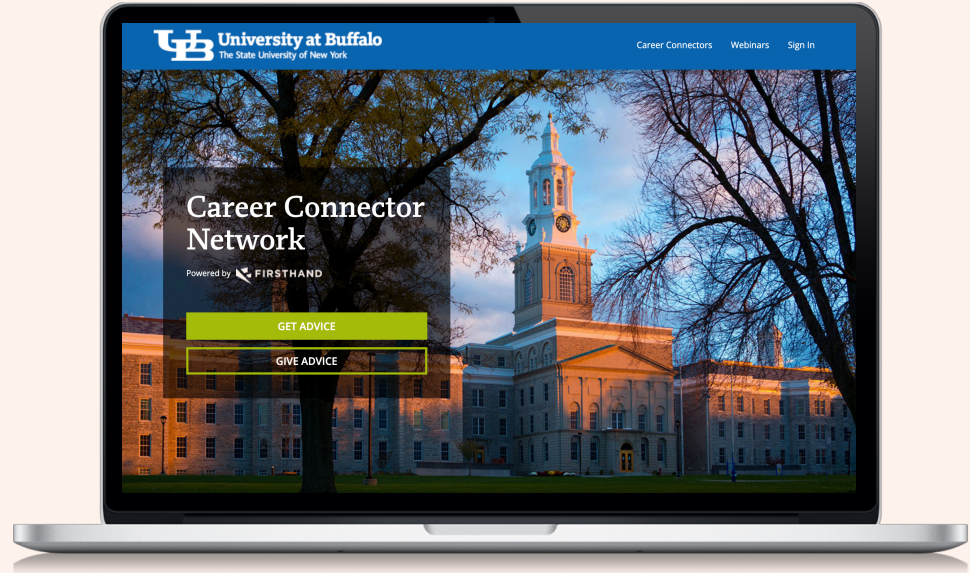 UB University at Buffalo
The State University of New York
Career Connectors Webinars Sign In
Career Connector
Network
Powered by FIRSTHAND
GET ADVICE
GIVE ADVICE